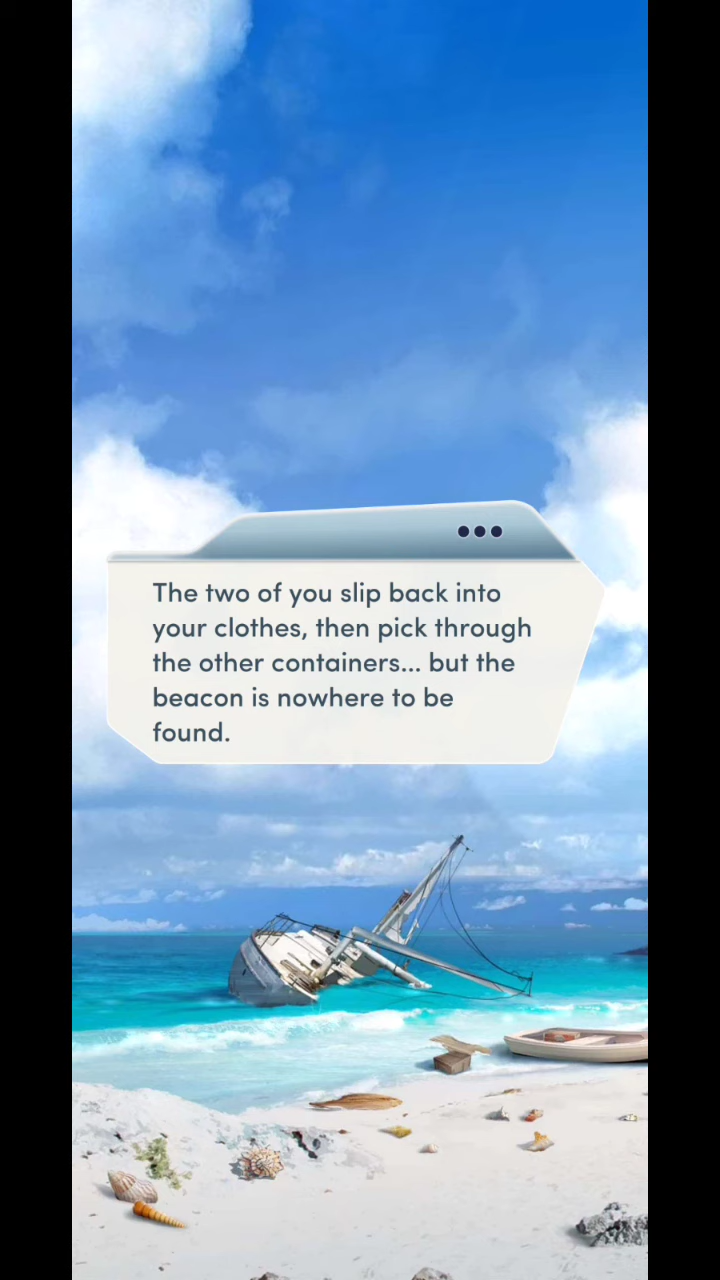 The two of you slip back into
your clothes, then pick through
the other containers... but the
beacon is nowhere to be
found.